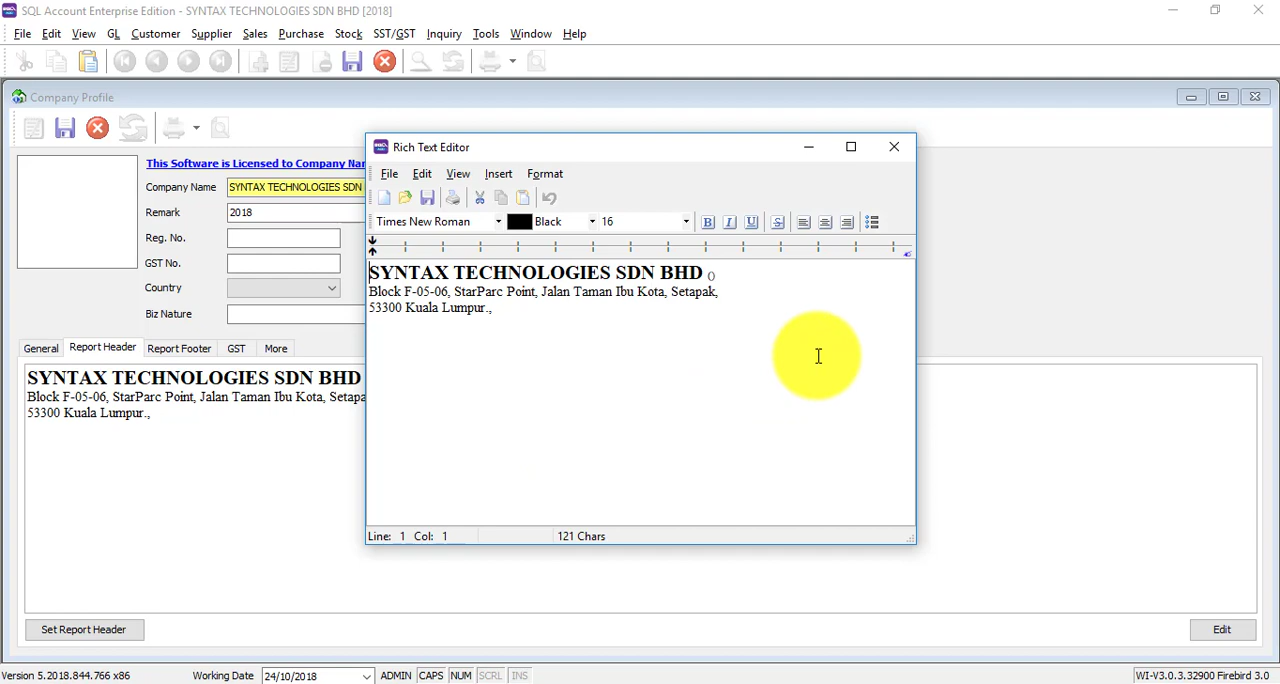 SQL Account Enterprise Edition - SYNTAX TECHNOLOGIES SDN BHD [2018]
File Edit View GL Customer Supplier Sales Purchase Stock SST/GST Inquiry Tools Window Help
Company Profile
This Software is Licensed to Company Nam
Company Name SYNTAX TECHNOLOGIES SDN
Remark 2018
Reg. No.
GST No.
Country
Biz Nature
General Report Header Report Footer GST More
SYNTAX TECHNOLOGIES SDN BHD
Block F-05-06, StarParc Point, Jalan Taman Ibu Kota, Setapa
53300 Kuala Lumpur.,
Set Report Header Edit
Rich Text Editor
File Edit View Insert Format
Times New Roman Black 16 B I U S
SYNTAX TECHNOLOGIES SDN BHD ()
Block F-05-06, StarParc Point, Jalan Taman Ibu Kota, Setapak,
53300 Kuala Lumpur.,
Line: 1 Col: 1 121 Chars
Version 5.2018.844.766 x86 Working Date 24/10/2018 ADMIN CAPS NUM SCRL INS WI-V3.0.3.32900 Firebird 3.0